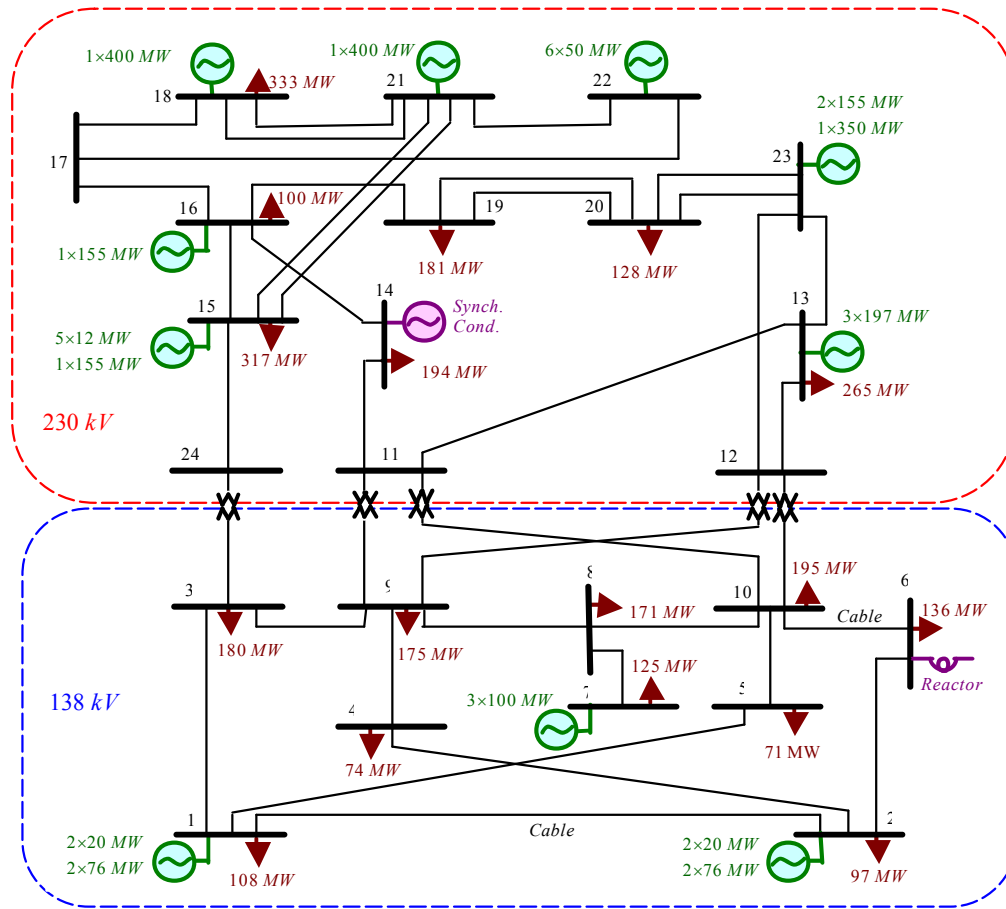 1×400 MW
1×400 MW
6×50 MW
333 MW
18
21
22
2×155 MW
1×350 MW
23
17
100 MW
16
19
20
1×155 MW
181 MW
128 MW
15
14
Synch.
Cond.
13
3×197 MW
5×12 MW
1×155 MW
317 MW
194 MW
265 MW
230 kV
24
11
12
3
9
8
10
195 MW
6
171 MW
Cable
136 MW
180 MW
175 MW
125 MW
Reactor
138 kV
3×100 MW
7
5
4
74 MW
71 MW
1
2
2×20 MW
2×76 MW
Cable
108 MW
2×20 MW
2×76 MW
97 MW